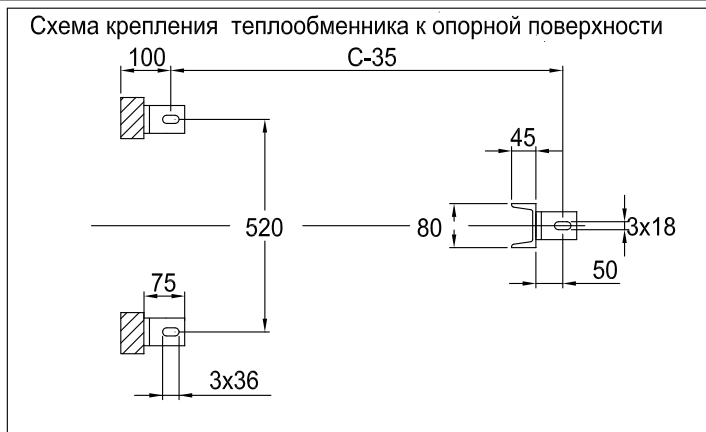 Схема крепления теплообменника к опорной поверхности
100
С-35
45
520
80
3х18
75
50
3х36